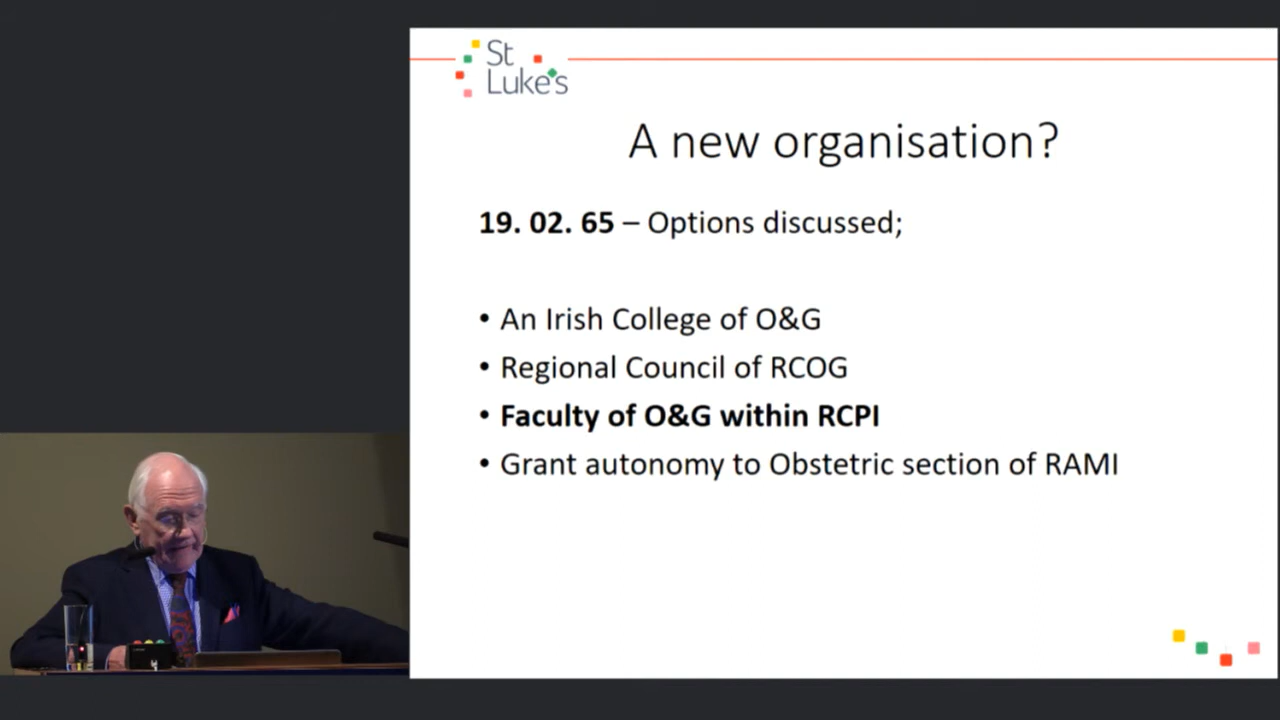 St
Luke's
A new organisation?
19. 02. 65 – Options discussed;
• An Irish College of O&G
• Regional Council of RCOG
• Faculty of O&G within RCPI
• Grant autonomy to Obstetric section of RAMI